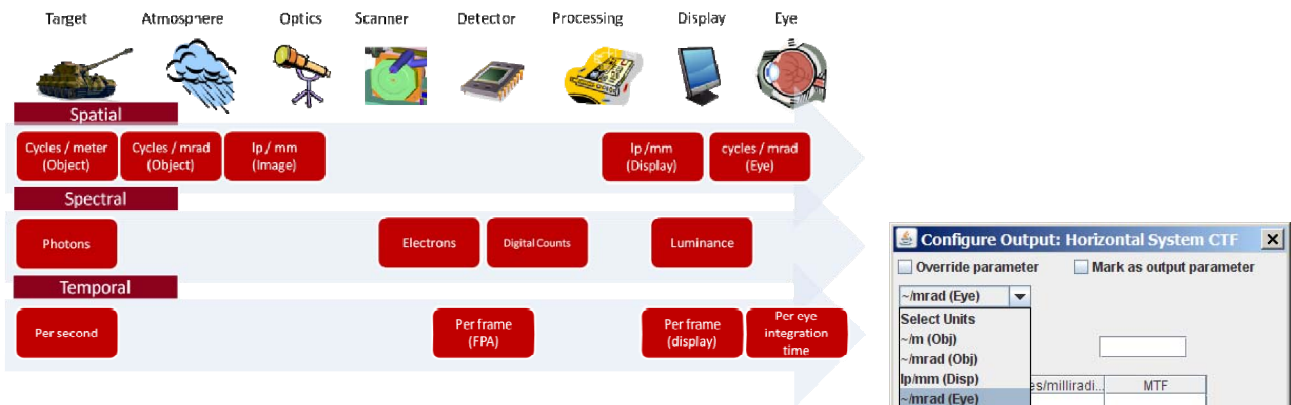 Target Atmosphere Optics Scanner Detector Processing Display Eye
Spatial
Cycles / meter
(Object)
Cycles / mrad
(Object)
lp / mm
(Image)
lp /mm
(Display)
cycles / mrad
(Eye)
Spectral
Photons
Electrons
Digital Counts
Luminance
Temporal
Per second
Per frame
(FPA)
Per frame
(display)
Per eye
integration
time
Configure Output: Horizontal System CTF
Override parameter
Mark as output parameter
~/mrad (Eye)
Select Units
~/m (Obj)
~/mrad (Obj)
lp/mm (Disp)
~/mrad (Eye)
es/milliradi...
MTF